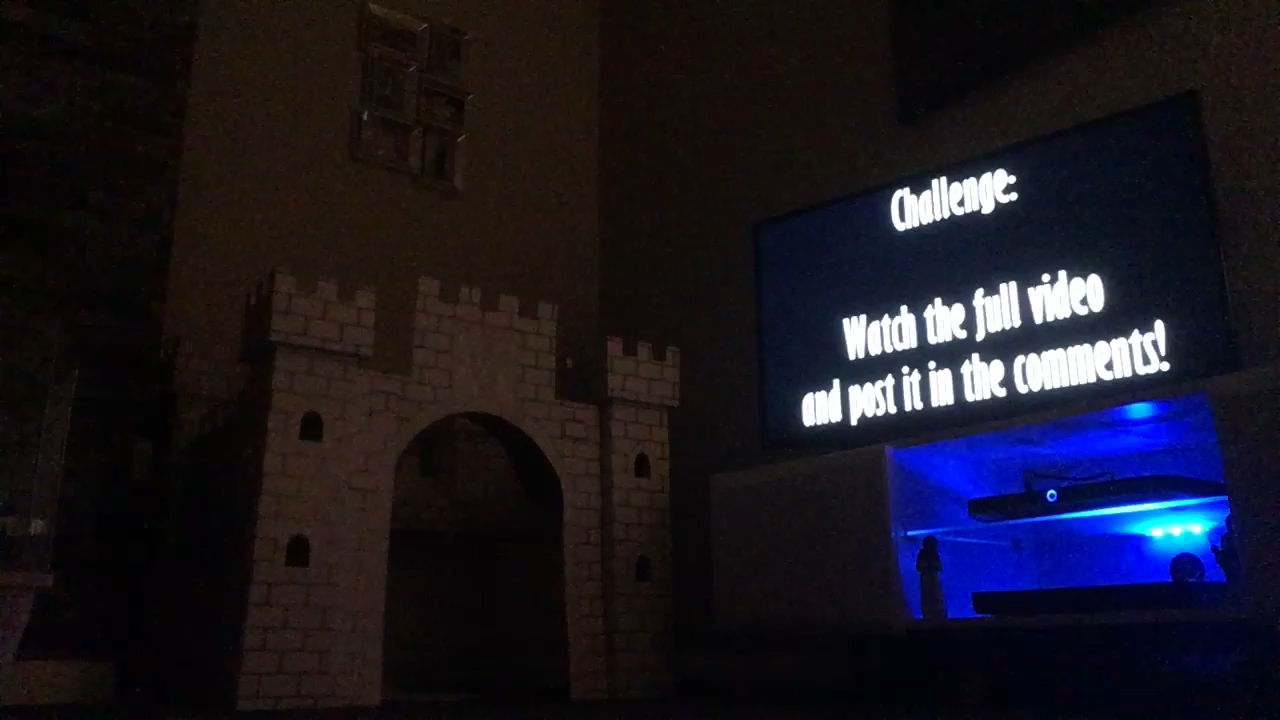 Challenge:
Watch the full video
and post it in the comments!